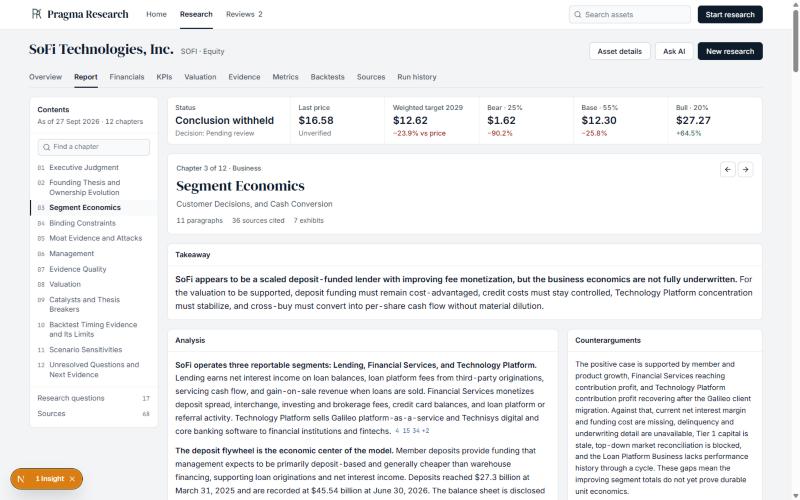 Pragma Research
Home
Research
Reviews 2
Search assets
Start research
SoFi Technologies, Inc.
SOFI · Equity
Asset details
Ask AI
New research
Overview
Report
Financials
KPIs
Valuation
Evidence
Metrics
Backtests
Sources
Run history
Contents
As of 27 Sept 2026 · 12 chapters
Find a chapter
01 Executive Judgment
02 Founding Thesis and
Ownership Evolution
03 Segment Economics
04 Binding Constraints
05 Moat Evidence and Attacks
06 Management
07 Evidence Quality
08 Valuation
09 Catalysts and Thesis
Breakers
10 Backtest Timing Evidence
and Its Limits
11 Scenario Sensitivities
12 Unresolved Questions and
Next Evidence
Research questions 17
Sources 68
1 Insight
Status
Conclusion withheld
Decision: Pending review
Last price
$16.58
Unverified
Weighted target 2029
$12.62
−23.9% vs price
Bear · 25%
$1.62
−90.2%
Base · 55%
$12.30
−25.8%
Bull · 20%
$27.27
+64.5%
Chapter 3 of 12 · Business
Segment Economics
Customer Decisions, and Cash Conversion
11 paragraphs 36 sources cited 7 exhibits
Takeaway
SoFi appears to be a scaled deposit-funded lender with improving fee monetization, but the business economics are not fully underwritten. For
the valuation to be supported, deposit funding must remain cost-advantaged, credit costs must stay controlled, Technology Platform contraction
must stabilize, and cross-buy must convert into per-share cash flow without material dilution.
Analysis
SoFi operates three reportable segments: Lending, Financial Services, and Technology Platform.
Lending earns net interest income on loan balances, loan platform fees from third-party originations,
servicing cash flow, and gain-on-sale revenue when loans are sold. Financial Services monetizes
deposit spread, interchange, investing and brokerage fees, credit card balances, and loan platform or
referral activity. Technology Platform sells Galileo platform-as-a-service and Technisys digital and
core banking software to financial institutions and fintechs. 4 15 34 +2
The deposit flywheel is the economic center of the model. Member deposits provide funding that
management expects to be primarily deposit-based and generally cheaper than warehouse
financing, supporting loan originations and net interest income. Deposits reached $27.3 billion at
March 31, 2025 and are recorded at $45.54 billion at June 30, 2026. The balance sheet is disclosed
Counterarguments
The positive case is supported by member and
product growth, Financial Services reaching
contribution profit, and Technology Platform
contribution profit recovering after the Galileo client
migration. Against that, current net interest margin
and funding cost are missing, delinquency and
underwriting detail are unavailable, Tier 1 capital is
stale, top-down market reconciliation is blocked,
and the Loan Platform Business lacks performance
history through a cycle. These gaps mean the
improving segment totals do not yet prove durable
unit economics.